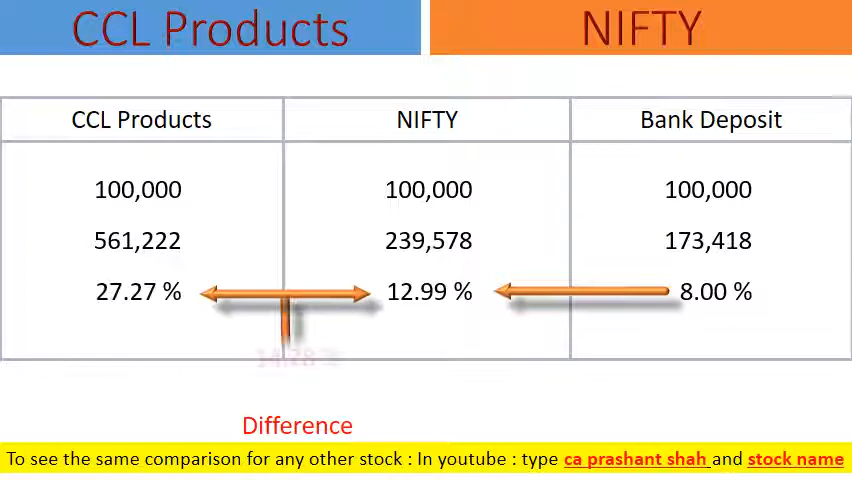 CCL Products NIFTY
CCL Products NIFTY Bank Deposit
100,000 100,000 100,000
561,222 239,578 173,418
27.27 % 12.99 % 8.00 %
14.28 %
Difference
To see the same comparison for any other stock : In youtube : type ca prashant shah and stock name